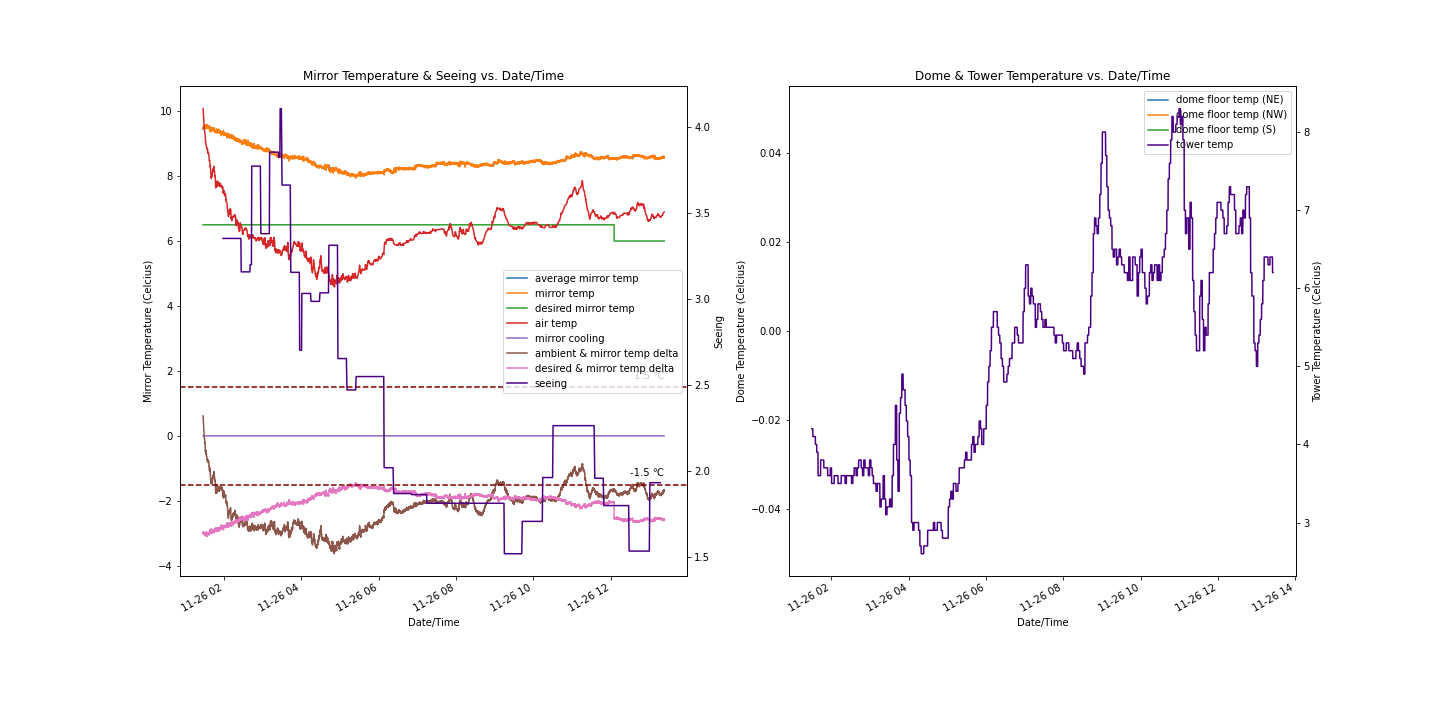 Mirror Temperature & Seeing vs. Date/Time
Mirror Temperature (Celcius)
10
8
6
4
2
0
−2
−4
4.0
3.5
3.0
2.5
2.0
1.5
Seeing
average mirror temp
mirror temp
desired mirror temp
air temp
mirror cooling
ambient & mirror temp delta
desired & mirror temp delta
seeing
1.5 °C
-1.5 °C
11-26 02
11-26 04
11-26 06
11-26 08
11-26 10
11-26 12
Date/Time
Dome & Tower Temperature vs. Date/Time
Dome Temperature (Celcius)
0.04
0.02
0.00
−0.02
−0.04
dome floor temp (NE)
dome floor temp (NW)
dome floor temp (S)
tower temp
8
7
6
5
4
3
Tower Temperature (Celcius)
11-26 02
11-26 04
11-26 06
11-26 08
11-26 10
11-26 12
11-26 14
Date/Time